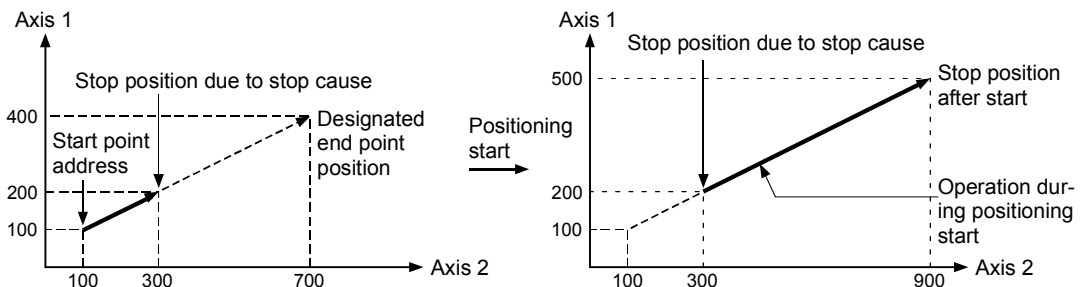 Axis 1
Stop position due to stop cause
400
Start point
address
Designated
end point
position
200
100
100
300
700
Axis 2
Positioning
start
Axis 1
Stop position due to stop cause
500
Stop position
after start
200
Operation dur-
ing positioning
start
100
100
300
900
Axis 2